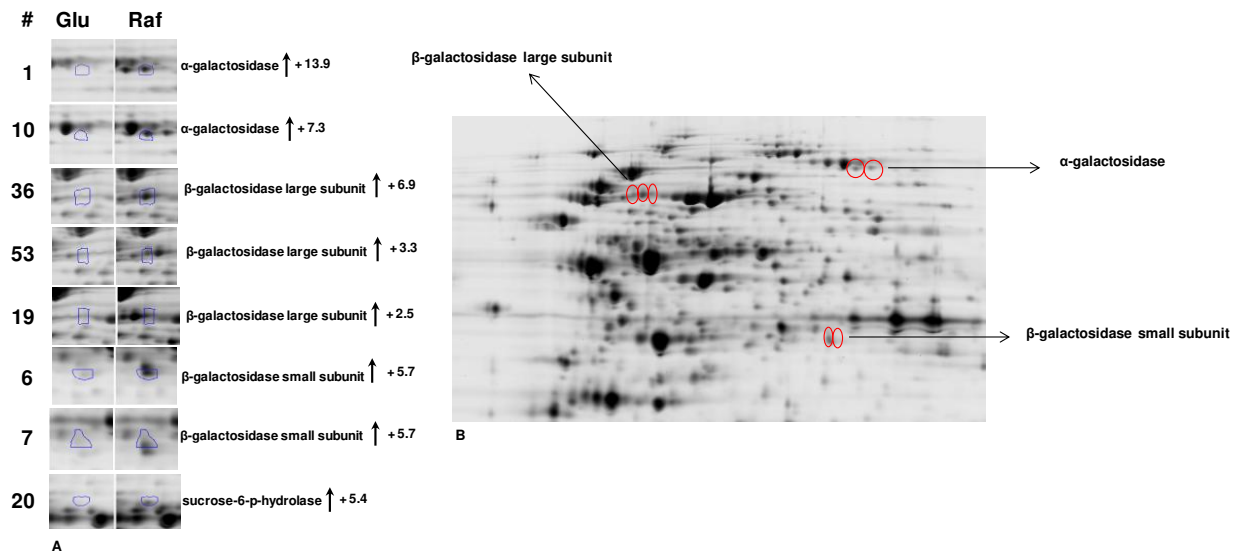 # Glu Raf
1 α-galactosidase + 13.9
10 α-galactosidase + 7.3
36 β-galactosidase large subunit + 6.9
53 β-galactosidase large subunit + 3.3
19 β-galactosidase large subunit + 2.5
6 β-galactosidase small subunit + 5.7
7 β-galactosidase small subunit + 5.7
20 sucrose-6-p-hydrolase + 5.4
A
β-galactosidase large subunit
α-galactosidase
β-galactosidase small subunit
B